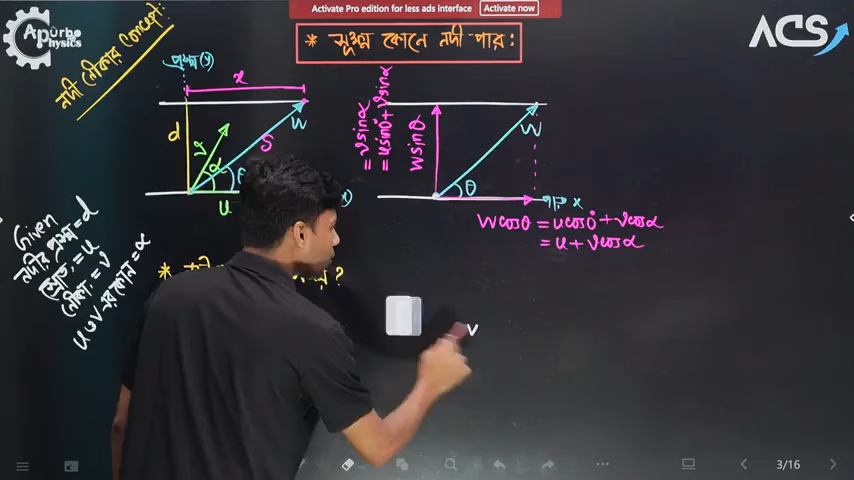 Activate Pro edition for less ads interface
Activate now
Apurbo
Physics
ACS
নদী নৌকার Concept:
* সূক্ষ্ম কোনে নদী পার:
প্রস্থ (y)
x
d
v
α
S
W
θ
u
x)
Given
নদীর প্রস্থ = d
স্রোত = u
নৌকা = v
u ও v এর কোন = α
Wsinθ
= usin0° + vsinα
= vsinα
W
θ
x
Wcosθ = ucos0° + vcosα
= u + vcosα
*
?
v
3/16